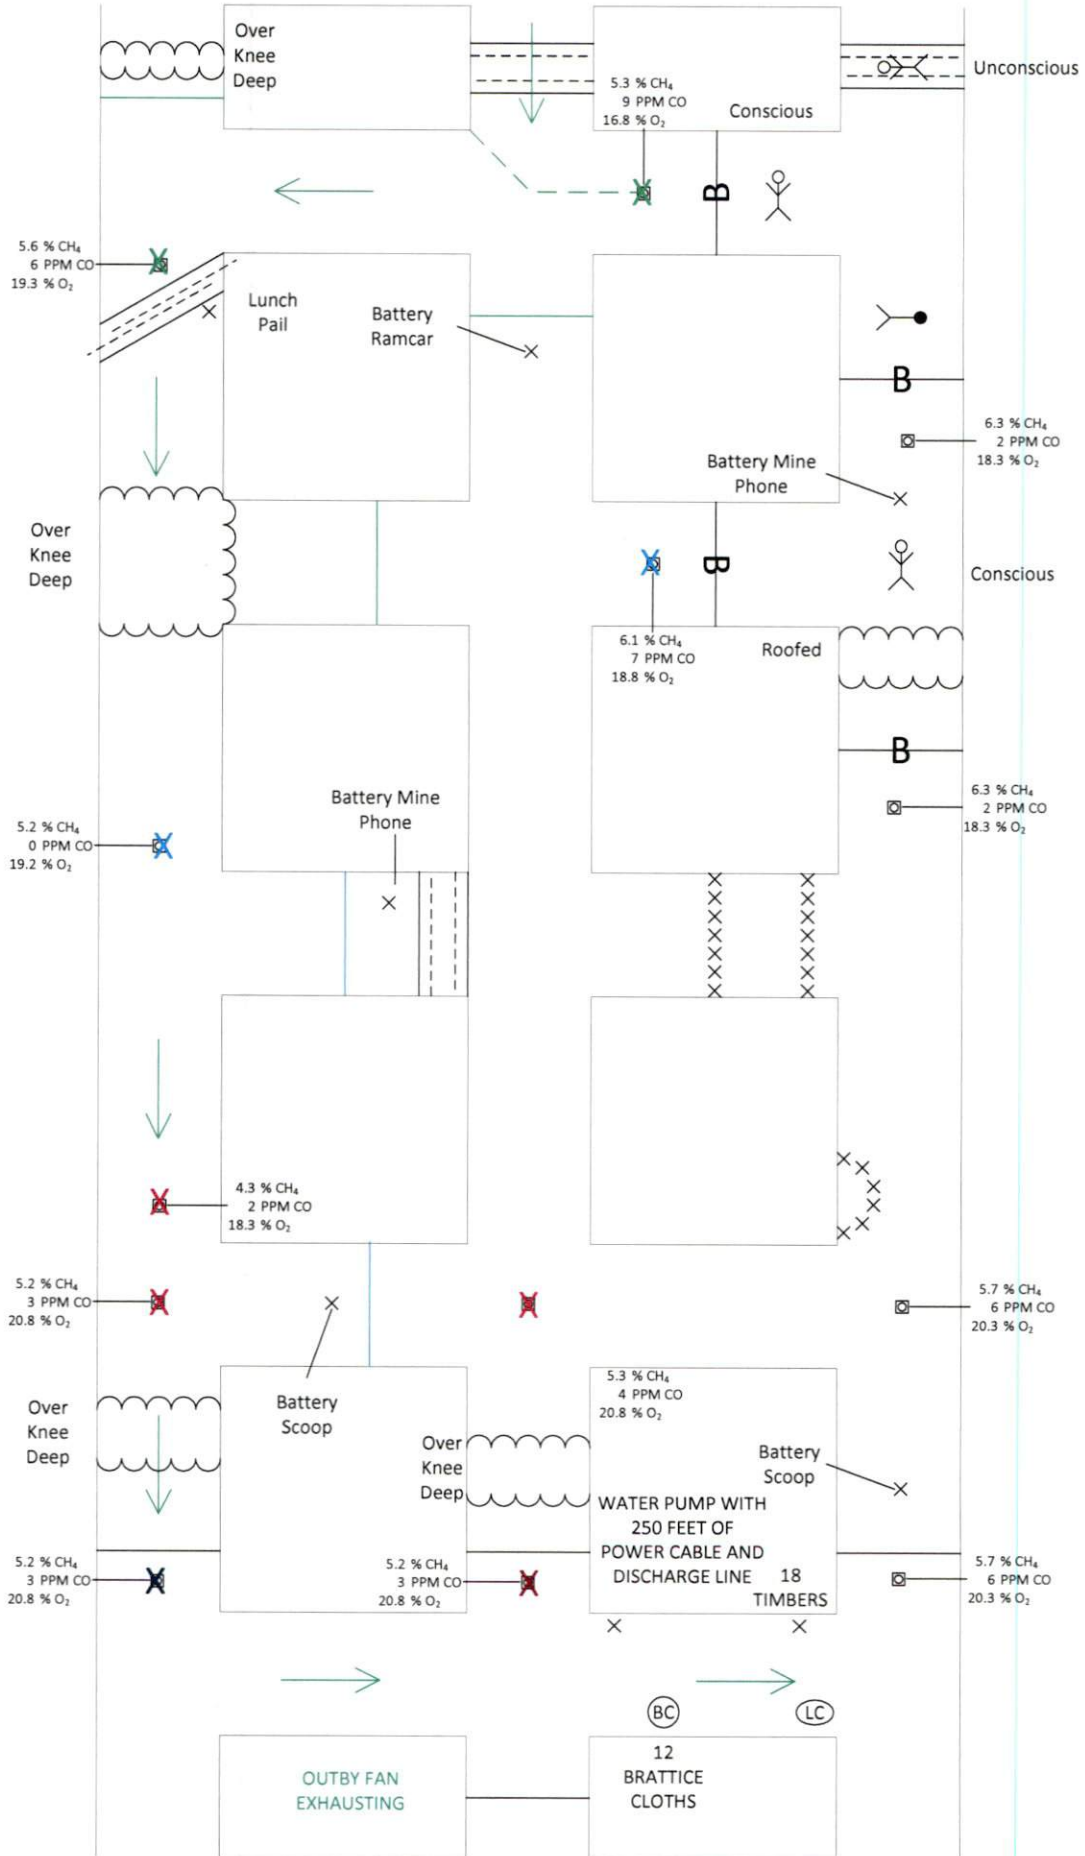 Over
Knee
Deep
Unconscious
5.3 % CH₄
9 PPM CO
16.8 % O₂
Conscious
B
5.6 % CH₄
6 PPM CO
19.3 % O₂
Lunch
Pail
Battery
Ramcar
B
6.3 % CH₄
2 PPM CO
18.3 % O₂
Battery Mine
Phone
Over
Knee
Deep
B
Conscious
6.1 % CH₄
7 PPM CO
18.8 % O₂
Roofed
B
Battery Mine
Phone
6.3 % CH₄
2 PPM CO
18.3 % O₂
5.2 % CH₄
0 PPM CO
19.2 % O₂
4.3 % CH₄
2 PPM CO
18.3 % O₂
5.2 % CH₄
3 PPM CO
20.8 % O₂
5.7 % CH₄
6 PPM CO
20.3 % O₂
5.3 % CH₄
4 PPM CO
20.8 % O₂
Over
Knee
Deep
Battery
Scoop
Over
Knee
Deep
Battery
Scoop
WATER PUMP WITH
250 FEET OF
POWER CABLE AND
DISCHARGE LINE
18
TIMBERS
5.2 % CH₄
3 PPM CO
20.8 % O₂
5.2 % CH₄
3 PPM CO
20.8 % O₂
5.7 % CH₄
6 PPM CO
20.3 % O₂
BC
LC
OUTBY FAN
EXHAUSTING
12
BRATTICE
CLOTHS